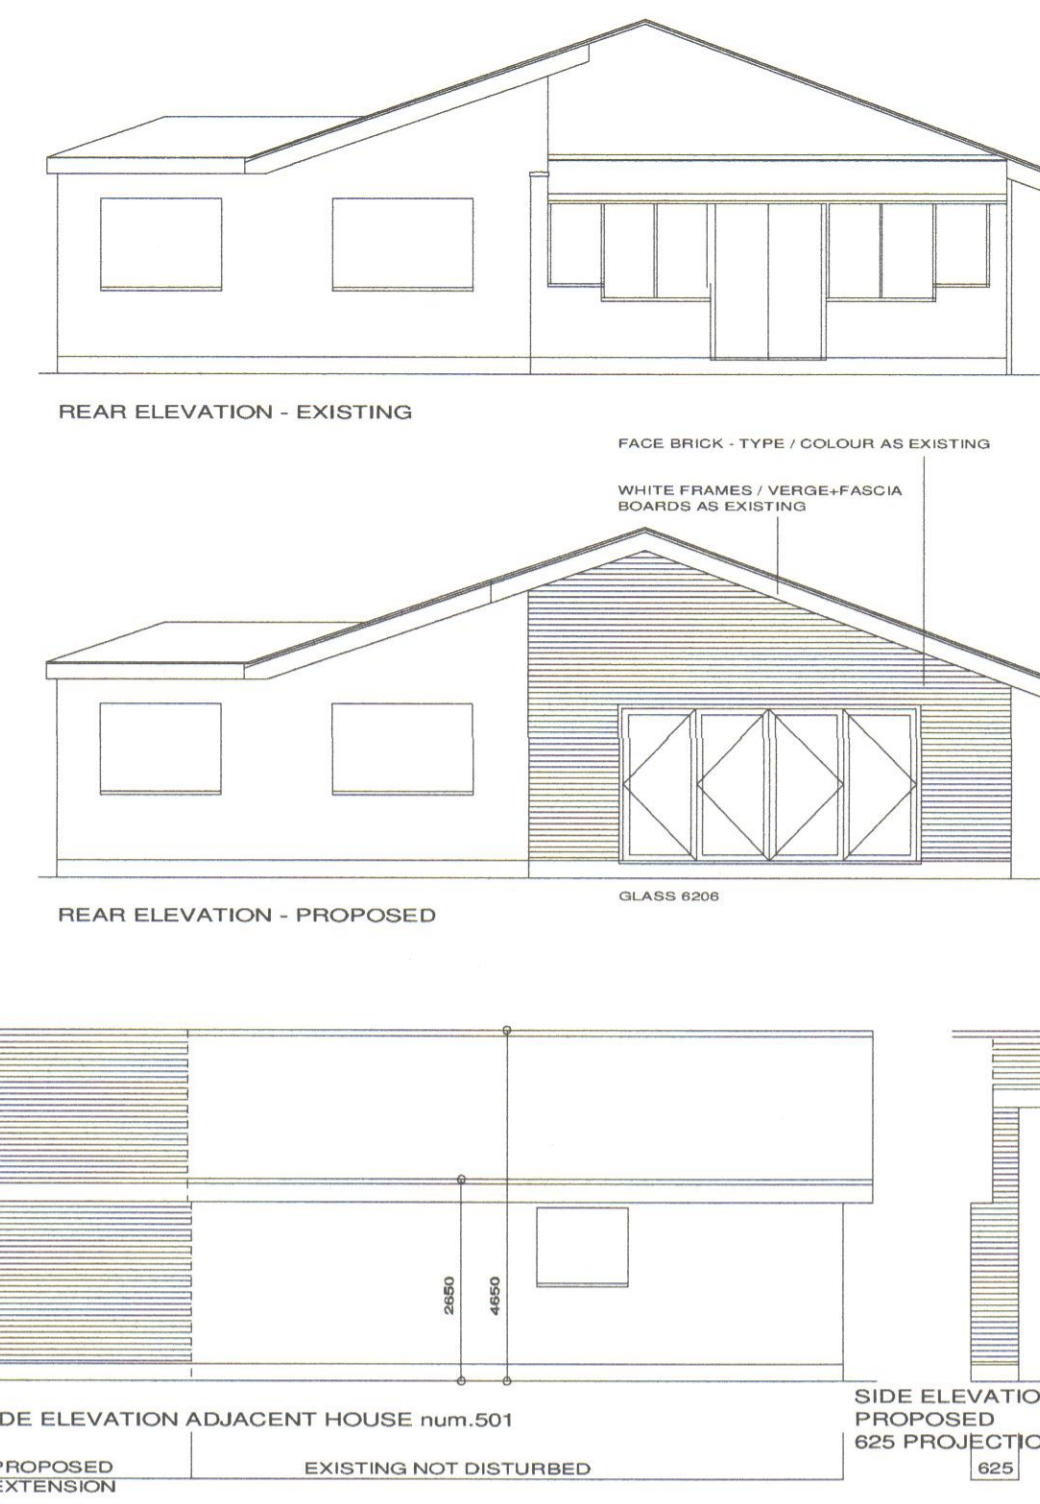 REAR ELEVATION - EXISTING
FACE BRICK - TYPE / COLOUR AS EXISTING
WHITE FRAMES / VERGE+FASCIA
BOARDS AS EXISTING
GLASS 6206
REAR ELEVATION - PROPOSED
2650
4650
DE ELEVATION ADJACENT HOUSE num.501
SIDE ELEVATIO
PROPOSED
625 PROJECTIO
PROPOSED
EXTENSION
EXISTING NOT DISTURBED
625